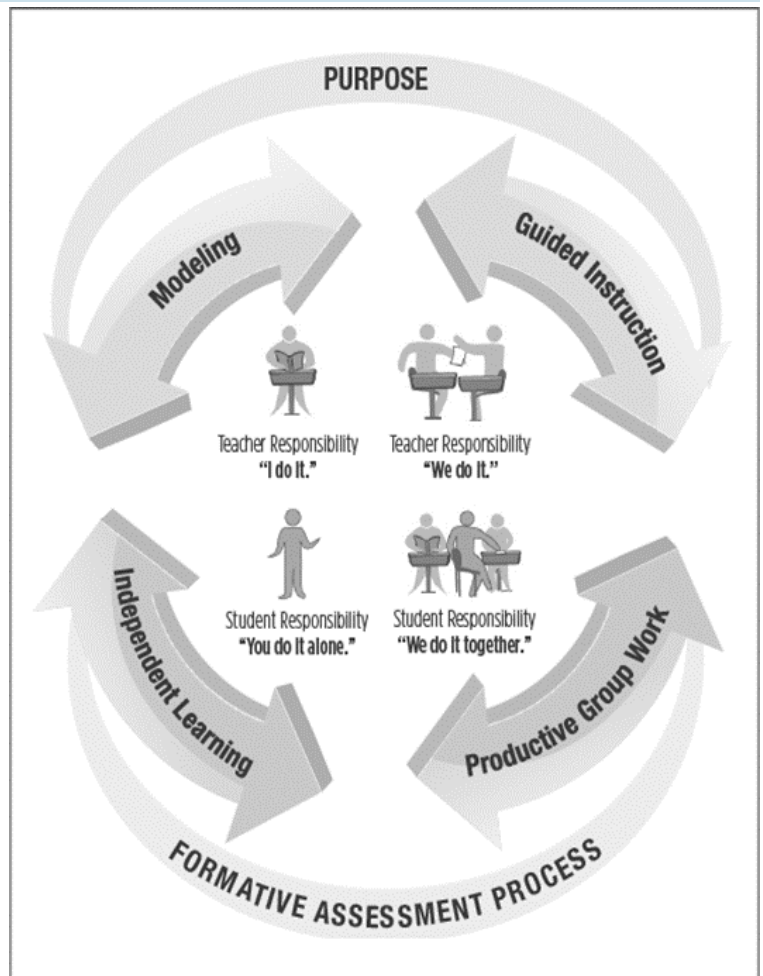 PURPOSE
Modeling
Guided Instruction
Teacher Responsibility
“I do It.”
Teacher Responsibility
“We do It.”
Student Responsibility
“You do It alone.”
Student Responsibility
“We do It together.”
Independent Learning
Productive Group Work
FORMATIVE ASSESSMENT PROCESS